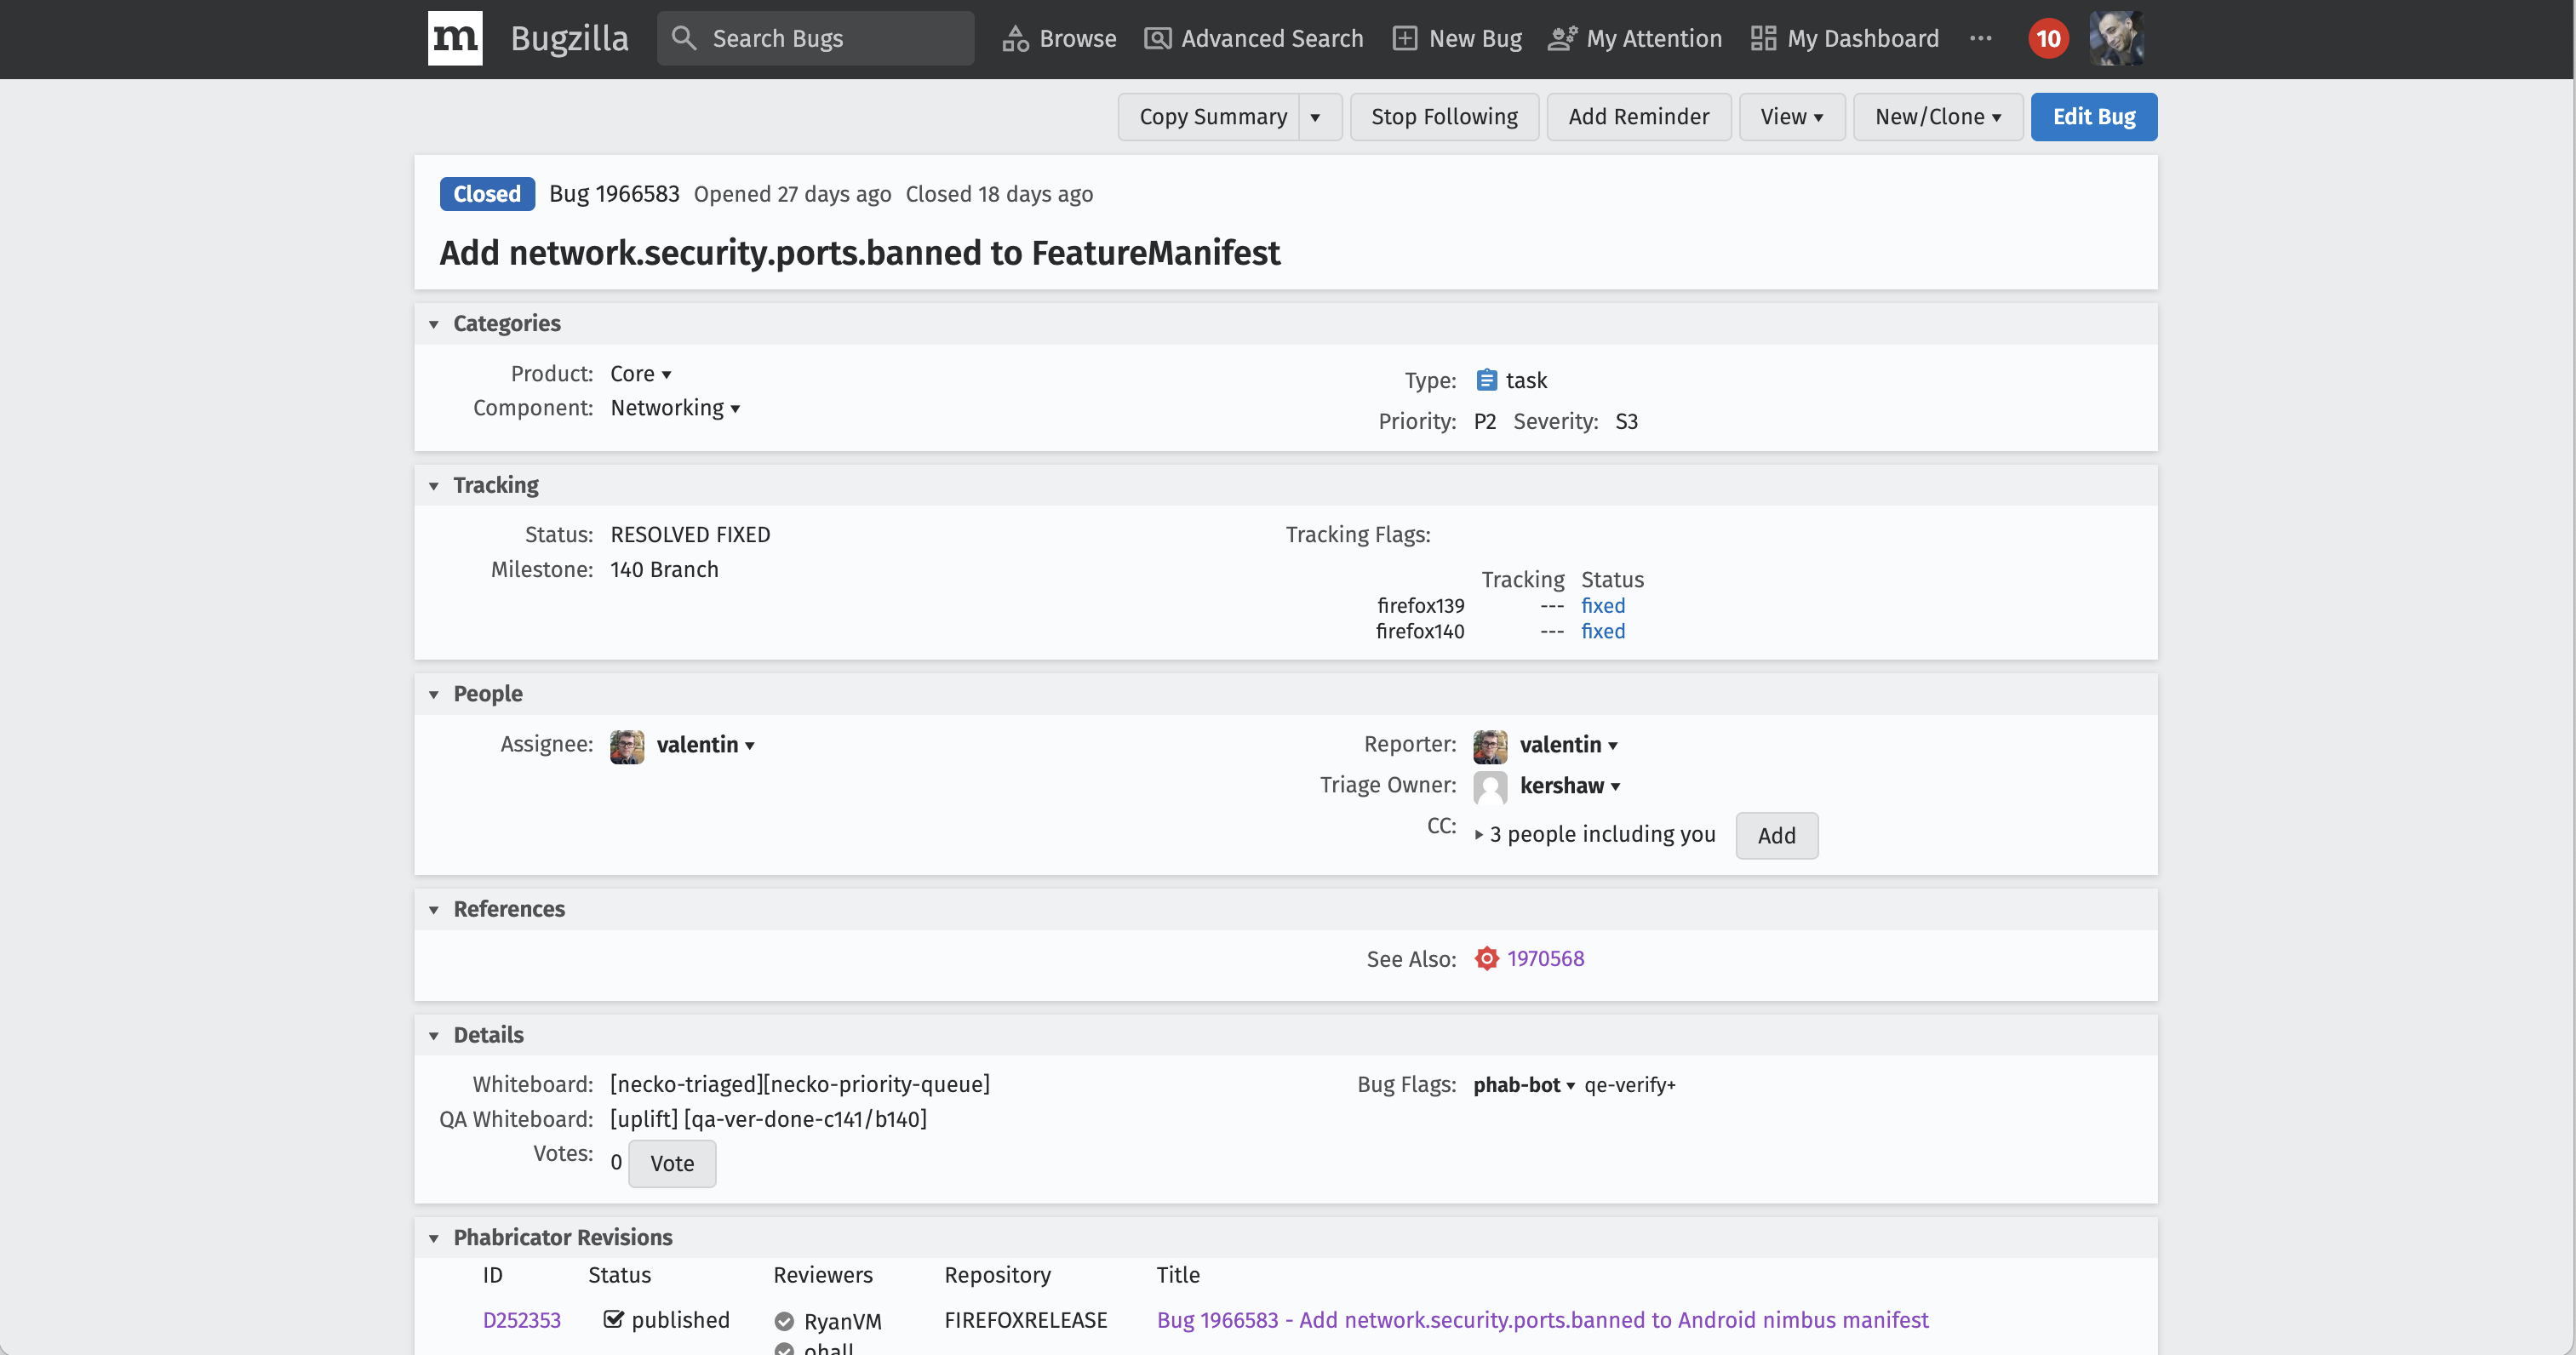 m Bugzilla Search Bugs Browse Advanced Search New Bug My Attention My Dashboard ... 10
Copy Summary Stop Following Add Reminder View New/Clone Edit Bug
Closed Bug 1966583 Opened 27 days ago Closed 18 days ago
Add network.security.ports.banned to FeatureManifest
Categories
Product: Core
Component: Networking
Type: task
Priority: P2 Severity: S3
Tracking
Status: RESOLVED FIXED
Milestone: 140 Branch
Tracking Flags:
Tracking Status
firefox139 --- fixed
firefox140 --- fixed
People
Assignee: valentin
Reporter: valentin
Triage Owner: kershaw
CC: 3 people including you Add
References
See Also: 1970568
Details
Whiteboard: [necko-triaged][necko-priority-queue]
QA Whiteboard: [uplift] [qa-ver-done-c141/b140]
Votes: 0 Vote
Bug Flags: phab-bot qe-verify+
Phabricator Revisions
ID Status Reviewers Repository Title
D252353 published RyanVM FIREFOXRELEASE Bug 1966583 - Add network.security.ports.banned to Android nimbus manifest